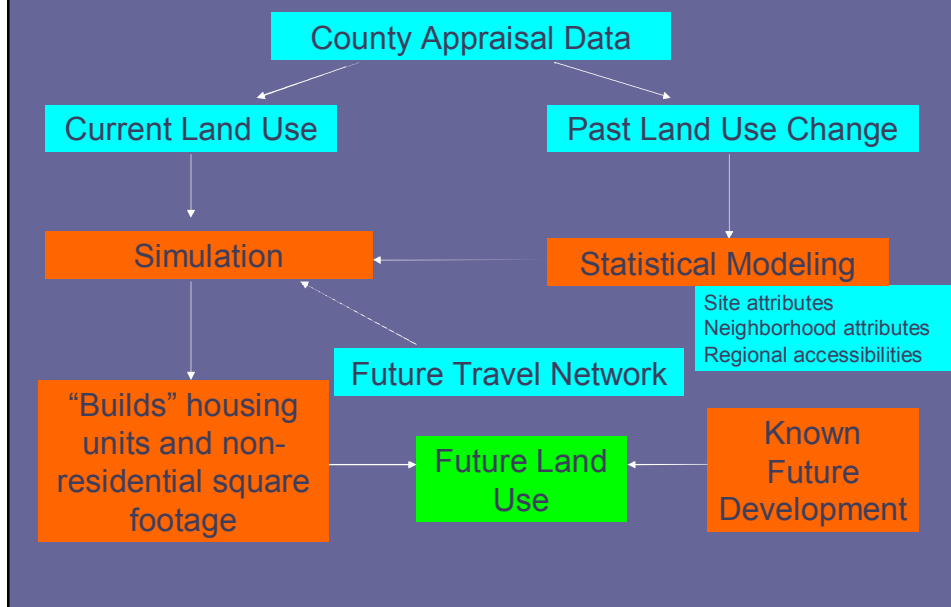 County Appraisal Data
Current Land Use
Past Land Use Change
Simulation
Statistical Modeling
Site attributes
Neighborhood attributes
Regional accessibilities
Future Travel Network
“Builds” housing
units and non-
residential square
footage
Future Land
Use
Known
Future
Development